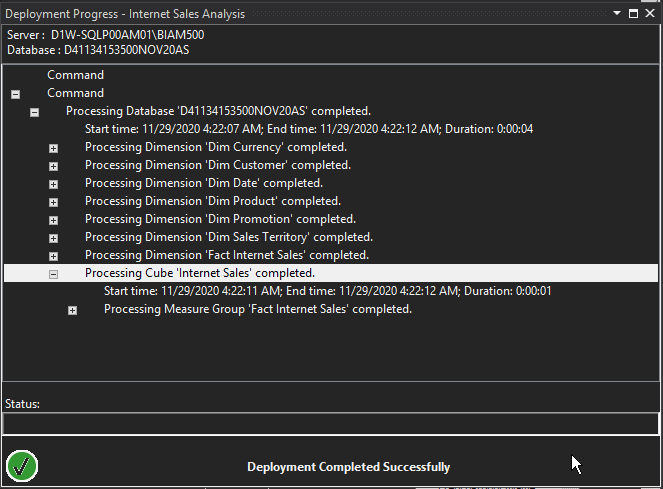 Deployment Progress - Internet Sales Analysis
Server : D1W-SQLP00AM01\BIAM500
Database : D41134153500NOV20AS
Command
Command
Processing Database 'D41134153500NOV20AS' completed.
Start time: 11/29/2020 4:22:07 AM; End time: 11/29/2020 4:22:12 AM; Duration: 0:00:04
Processing Dimension 'Dim Currency' completed.
Processing Dimension 'Dim Customer' completed.
Processing Dimension 'Dim Date' completed.
Processing Dimension 'Dim Product' completed.
Processing Dimension 'Dim Promotion' completed.
Processing Dimension 'Dim Sales Territory' completed.
Processing Dimension 'Fact Internet Sales' completed.
Processing Cube 'Internet Sales' completed.
Start time: 11/29/2020 4:22:11 AM; End time: 11/29/2020 4:22:12 AM; Duration: 0:00:01
Processing Measure Group 'Fact Internet Sales' completed.
Status:
Deployment Completed Successfully